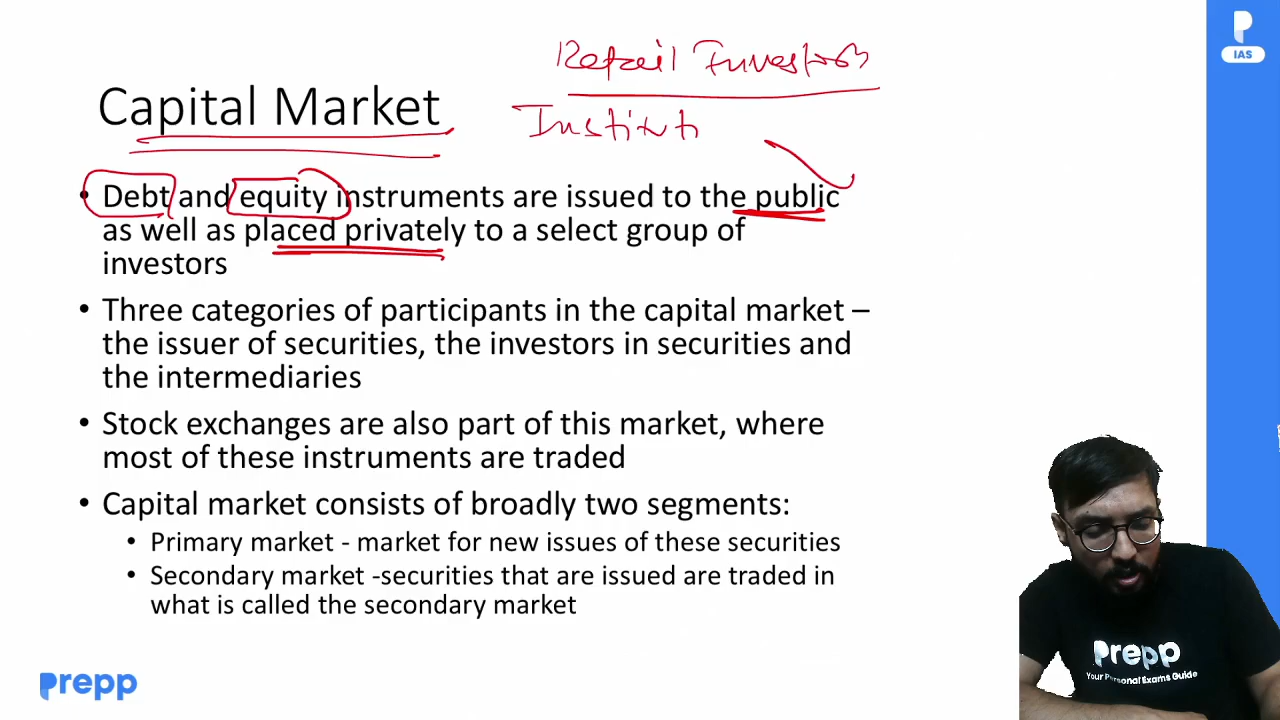 Retail Investors
Institut
IAS
Capital Market
• Debt and equity instruments are issued to the public
as well as placed privately to a select group of
investors
• Three categories of participants in the capital market –
the issuer of securities, the investors in securities and
the intermediaries
• Stock exchanges are also part of this market, where
most of these instruments are traded
• Capital market consists of broadly two segments:
• Primary market - market for new issues of these securities
• Secondary market -securities that are issued are traded in
what is called the secondary market
prepp
Your Personal Exams Guide
prepp